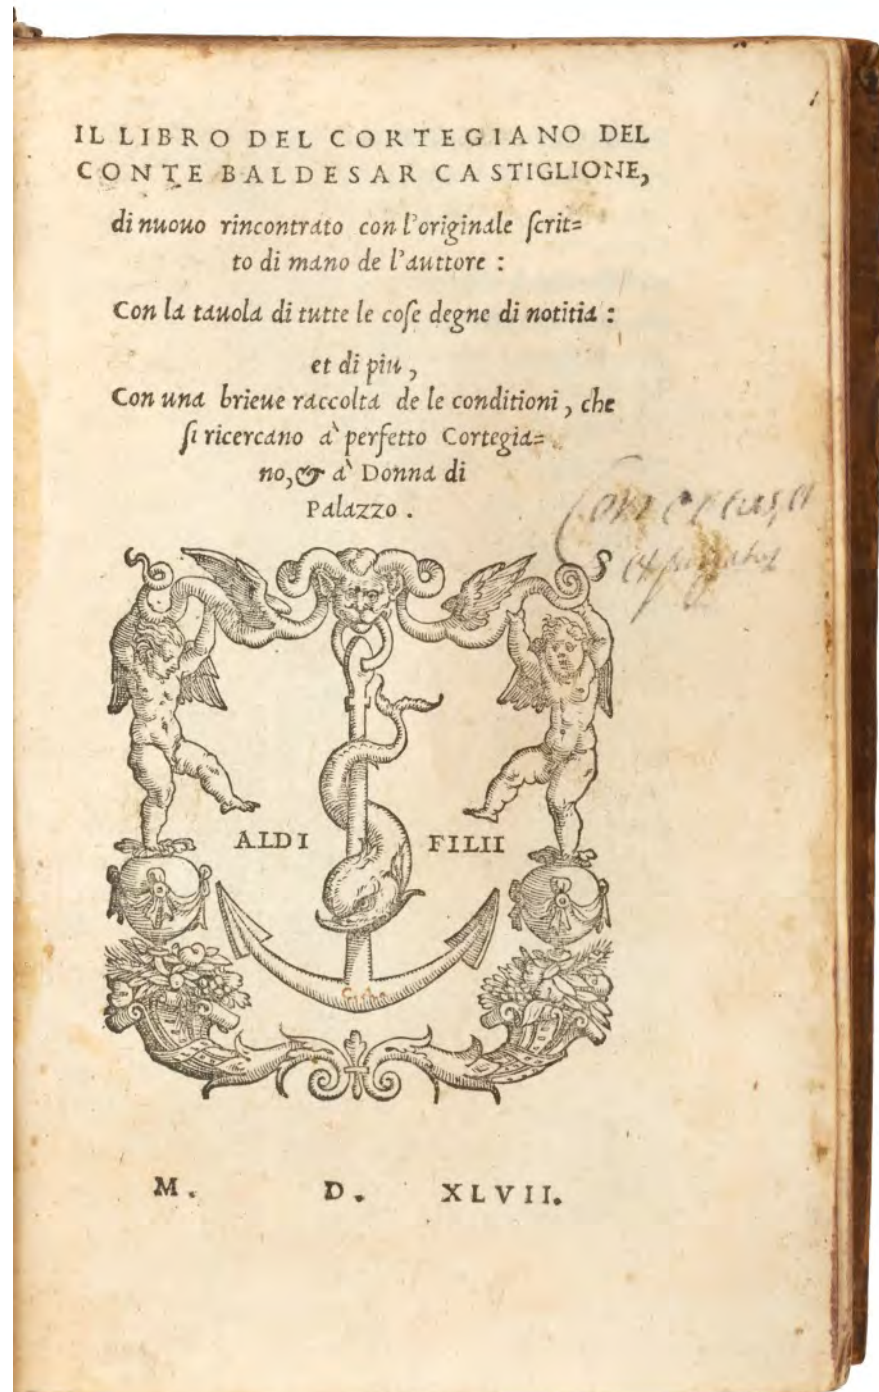 IL LIBRO DEL CORTEGIANO DEL
CONTE BALDESAR CASTIGLIONE,
di nuouo rincontrato con l'originale ſcrit=
to di mano de l'auttore :
Con la tauola di tutte le coſe degne di notitia :
et di piu ,
Con una brieue raccolta de le conditioni , che
ſi ricercano a` perfetto Cortegia=
no, & a` Donna di
Palazzo .
ALDI FILII
M. D. XLVII.